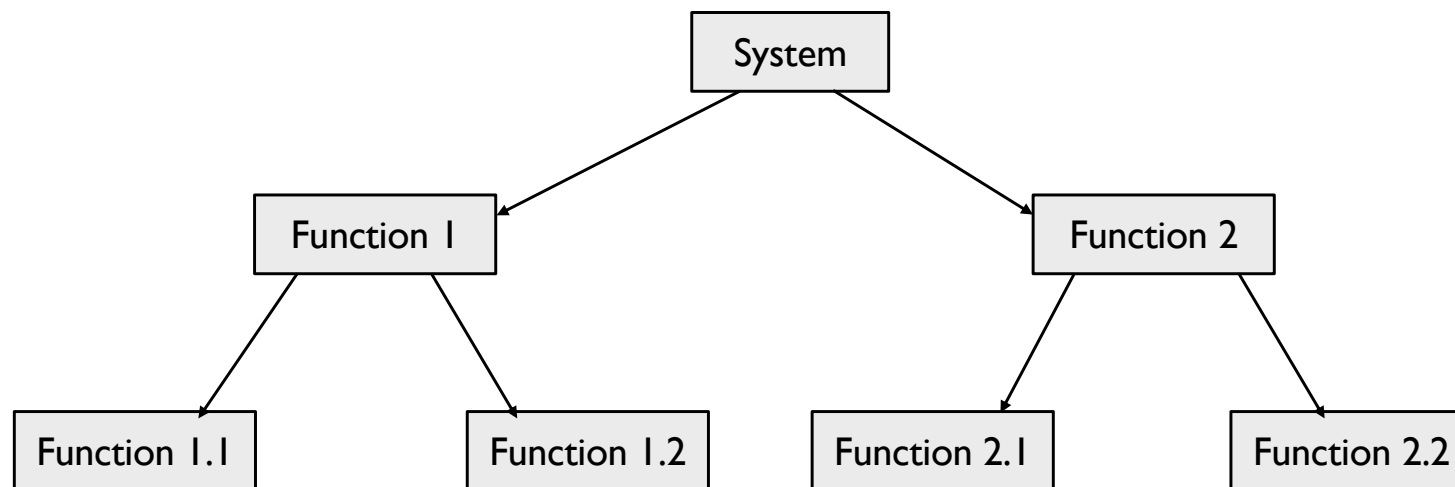 System
Function 1
Function 2
Function 1.1
Function 1.2
Function 2.1
Function 2.2